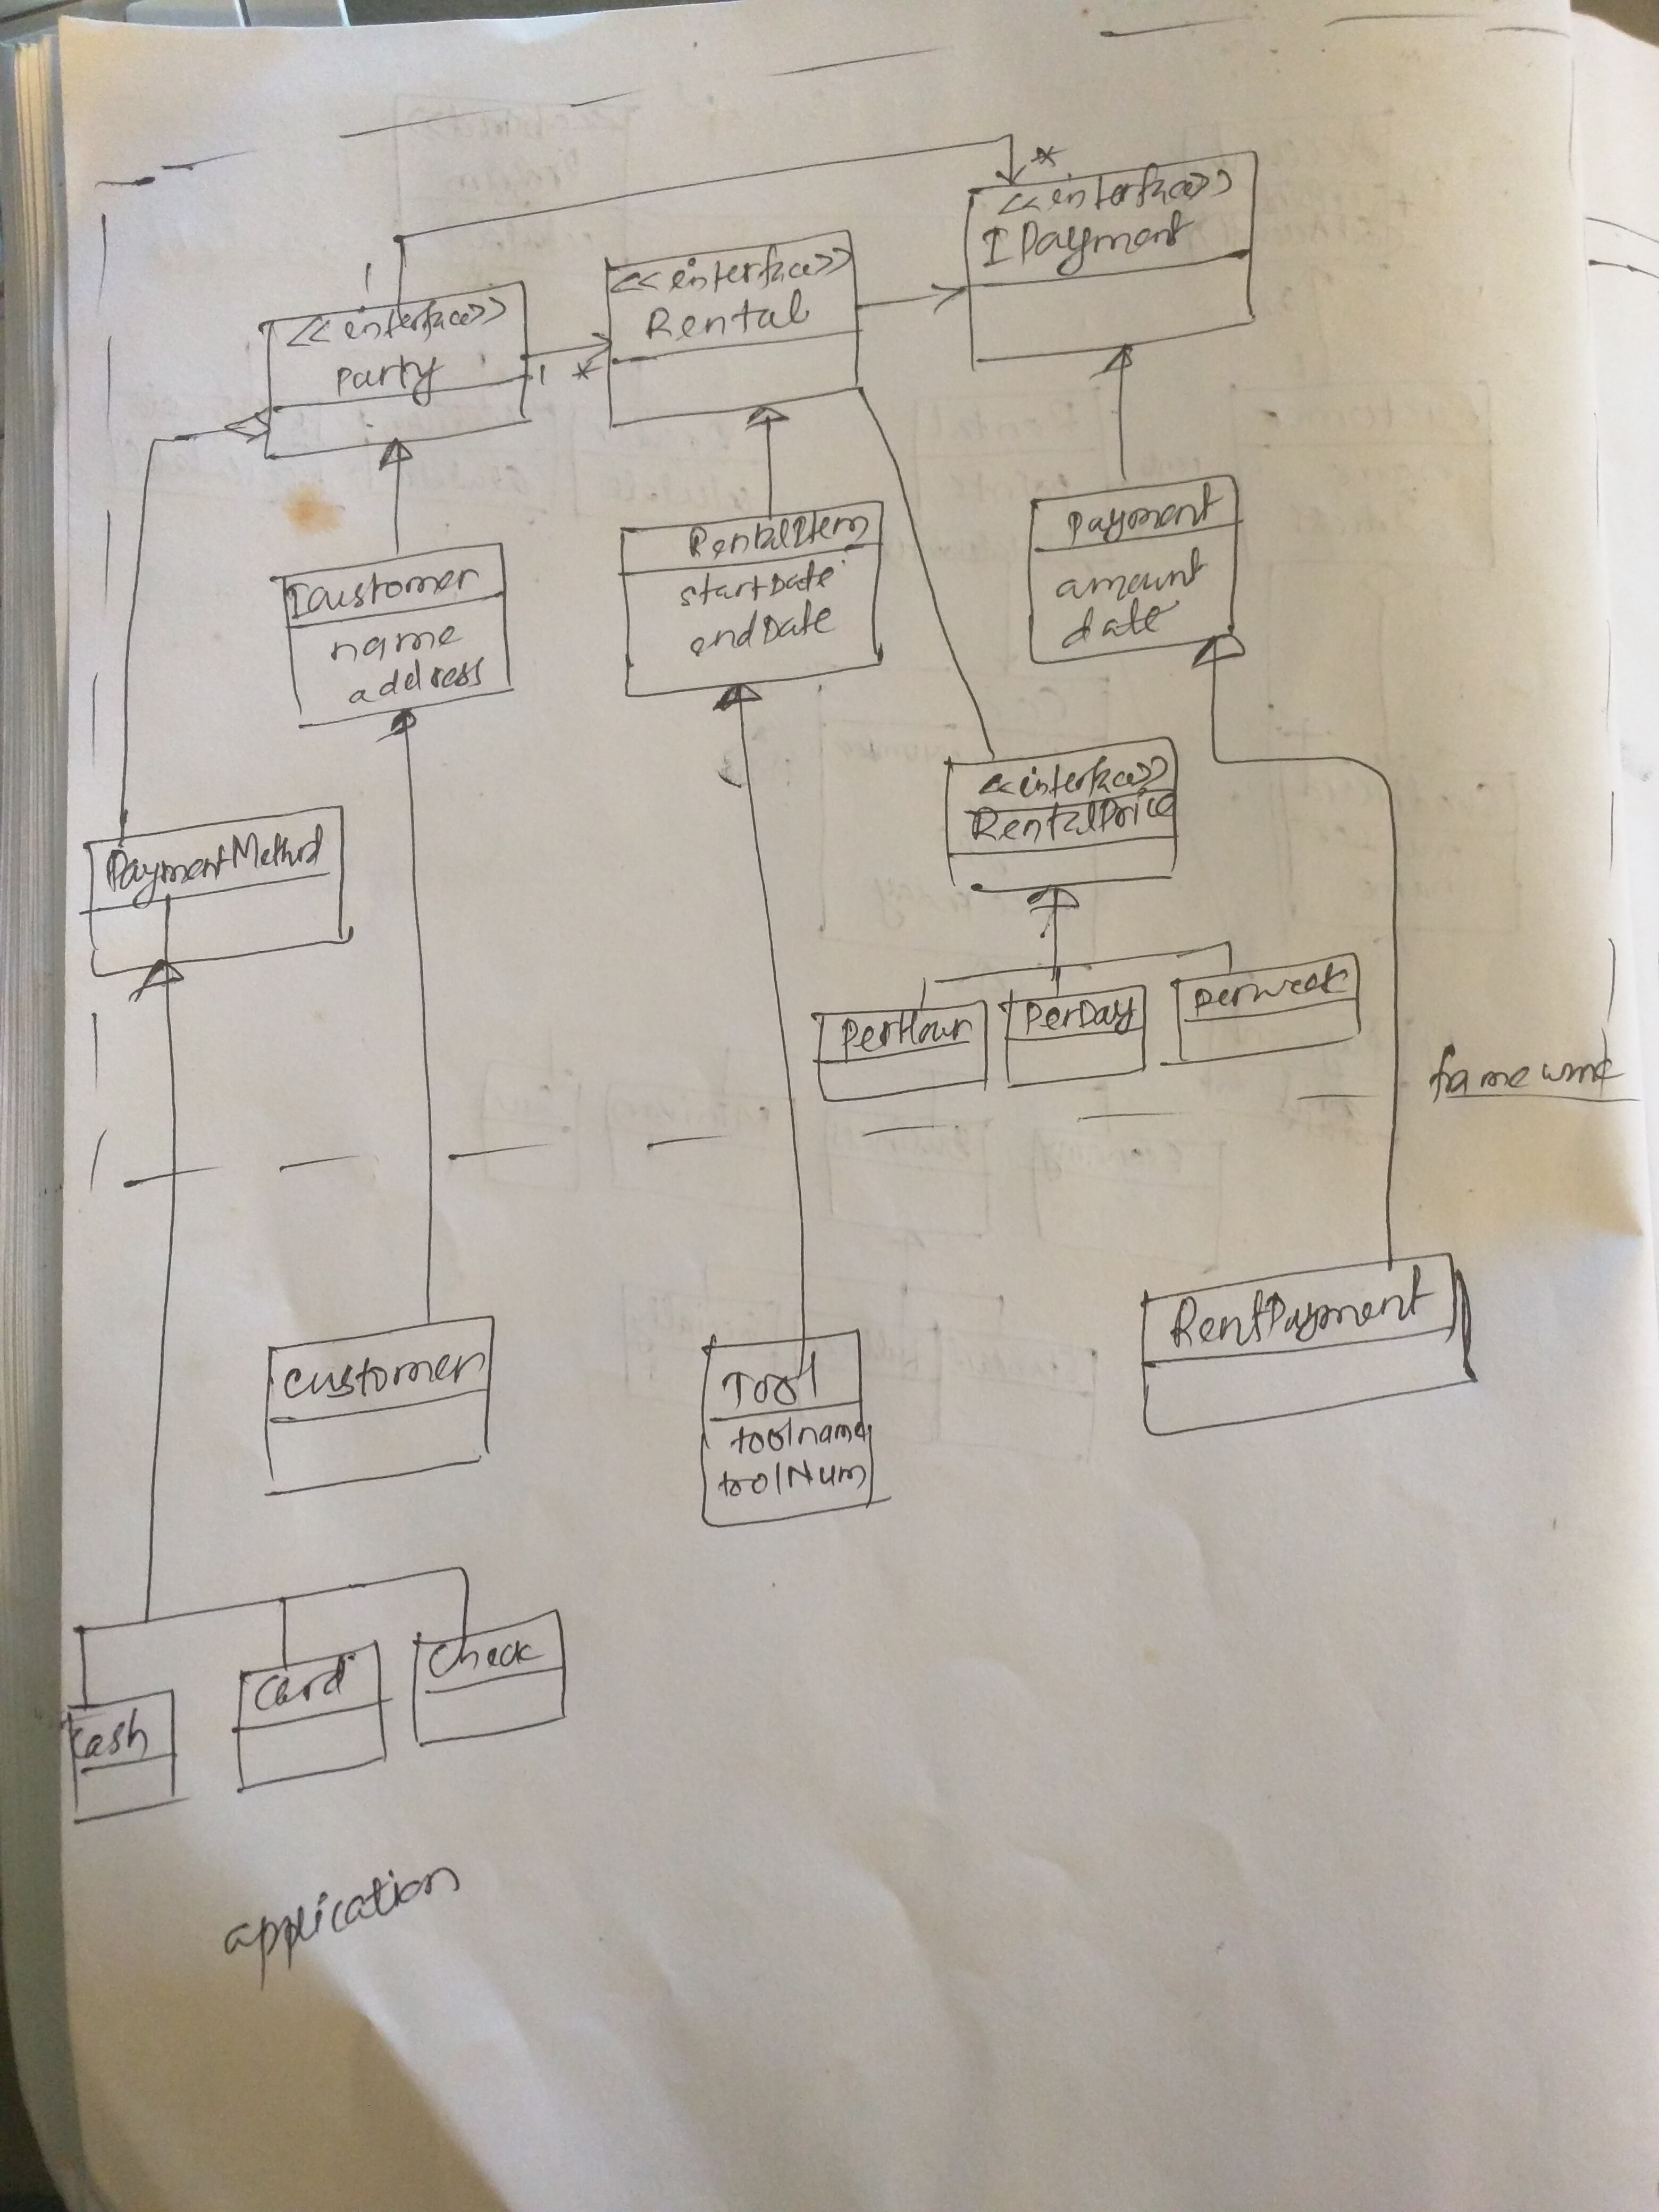 *
<<interface>>
IPayment
<<interface>>
Rental
1
<<interface>>
Party
1
*
Payment
amount
date
RentalItem
startDate
endDate
ICustomer
name
address
<<interface>>
RentalPrice
PaymentMethod
PerHour
PerDay
perweek
framework
RentPayment
customer
Tool
toolname
toolNum
Check
Card
Cash
application